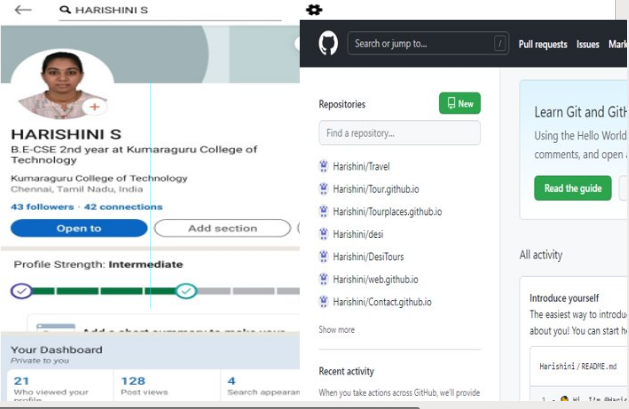 HARISHINI S
HARISHINI S
B.E-CSE 2nd year at Kumaraguru College of
Technology
Kumaraguru College of Technology
Chennai, Tamil Nadu, India
43 followers · 42 connections
Open to
Add section
Profile Strength: Intermediate
Add a short summary to make your
Your Dashboard
Private to you
21
Who viewed your
profile
128
Post views
4
Search appearan
Search or jump to...
/
Pull requests Issues Mark
Repositories
New
Find a repository...
Harishini/Travel
Harishini/Tour.github.io
Harishini/Tourplaces.github.io
Harishini/desi
Harishini/DesiTours
Harishini/web.github.io
Harishini/Contact.github.io
Show more
Recent activity
When you take actions across GitHub, we'll provide
Learn Git and GitH
Using the Hello World
comments, and open a
Read the guide
All activity
Introduce yourself
The easiest way to introdu
about you! You can start h
Harishini/README.md
1 - Hi, I'm @Haris